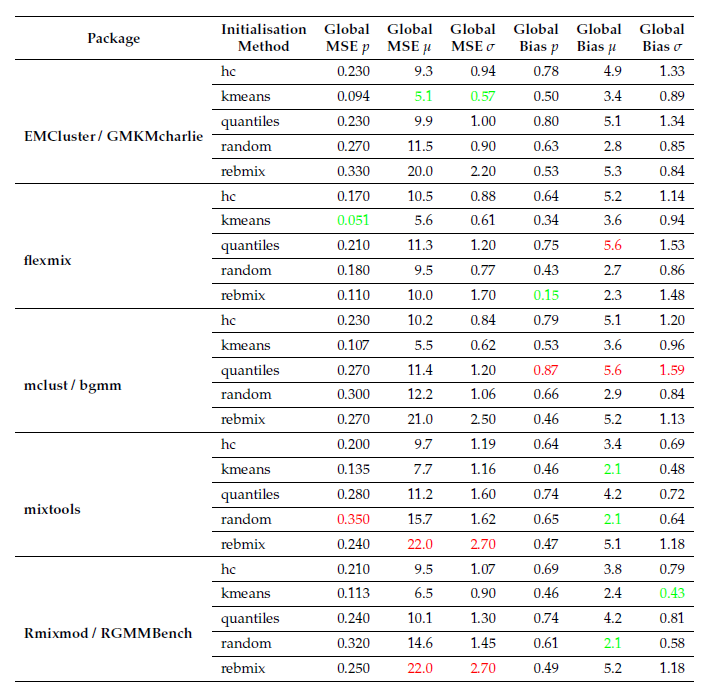 Package Initialisation Method Global MSE p Global MSE μ Global MSE σ Global Bias p Global Bias μ Global Bias σ
EMCluster / GMKMcharlie
hc 0.230 9.3 0.94 0.78 4.9 1.33
kmeans 0.094 5.1 0.57 0.50 3.4 0.89
quantiles 0.230 9.9 1.00 0.80 5.1 1.34
random 0.270 11.5 0.90 0.63 2.8 0.85
rebmix 0.330 20.0 2.20 0.53 5.3 0.84
flexmix
hc 0.170 10.5 0.88 0.64 5.2 1.14
kmeans 0.051 5.6 0.61 0.34 3.6 0.94
quantiles 0.210 11.3 1.20 0.75 5.6 1.53
random 0.180 9.5 0.77 0.43 2.7 0.86
rebmix 0.110 10.0 1.70 0.15 2.3 1.48
mclust / bgmm
hc 0.230 10.2 0.84 0.79 5.1 1.20
kmeans 0.107 5.5 0.62 0.53 3.6 0.96
quantiles 0.270 11.4 1.20 0.87 5.6 1.59
random 0.300 12.2 1.06 0.66 2.9 0.84
rebmix 0.270 21.0 2.50 0.46 5.2 1.13
mixtools
hc 0.200 9.7 1.19 0.64 3.4 0.69
kmeans 0.135 7.7 1.16 0.46 2.1 0.48
quantiles 0.280 11.2 1.60 0.74 4.2 0.72
random 0.350 15.7 1.62 0.65 2.1 0.64
rebmix 0.240 22.0 2.70 0.47 5.1 1.18
Rmixmod / RGMMBench
hc 0.210 9.5 1.07 0.69 3.8 0.79
kmeans 0.113 6.5 0.90 0.46 2.4 0.43
quantiles 0.240 10.1 1.30 0.74 4.2 0.81
random 0.320 14.6 1.45 0.61 2.1 0.58
rebmix 0.250 22.0 2.70 0.49 5.2 1.18